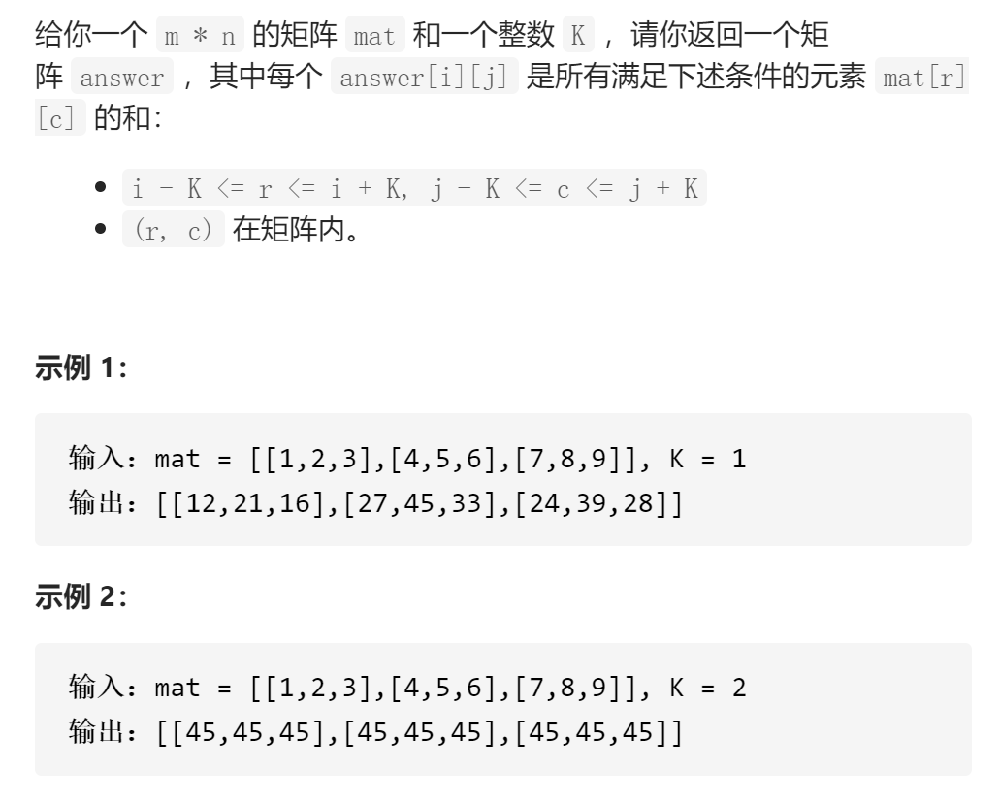 给你一个 m * n 的矩阵 mat 和一个整数 K ，请你返回一个矩
阵 answer ，其中每个 answer[i][j] 是所有满足下述条件的元素 mat[r]
[c] 的和：
• i - K <= r <= i + K, j - K <= c <= j + K
• (r, c) 在矩阵内。
示例 1：
输入：mat = [[1,2,3],[4,5,6],[7,8,9]], K = 1
输出：[[12,21,16],[27,45,33],[24,39,28]]
示例 2：
输入：mat = [[1,2,3],[4,5,6],[7,8,9]], K = 2
输出：[[45,45,45],[45,45,45],[45,45,45]]